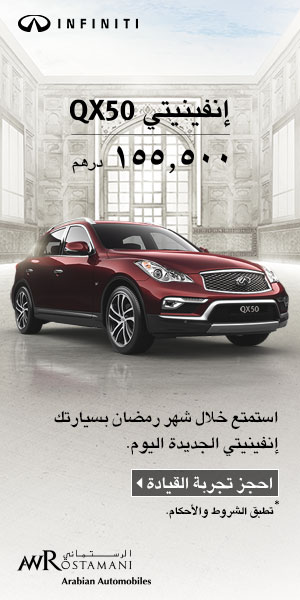 INFINITI
إنفينيتي QX50
١٥٥,٥٠٠ درهم
QX50
استمتع خلال شهر رمضان بسيارتك
إنفينيتي الجديدة اليوم.
احجز تجربة القيادة
*تطبق الشروط والأحكام.
الرستماني
AW ROSTAMANI
Arabian Automobiles